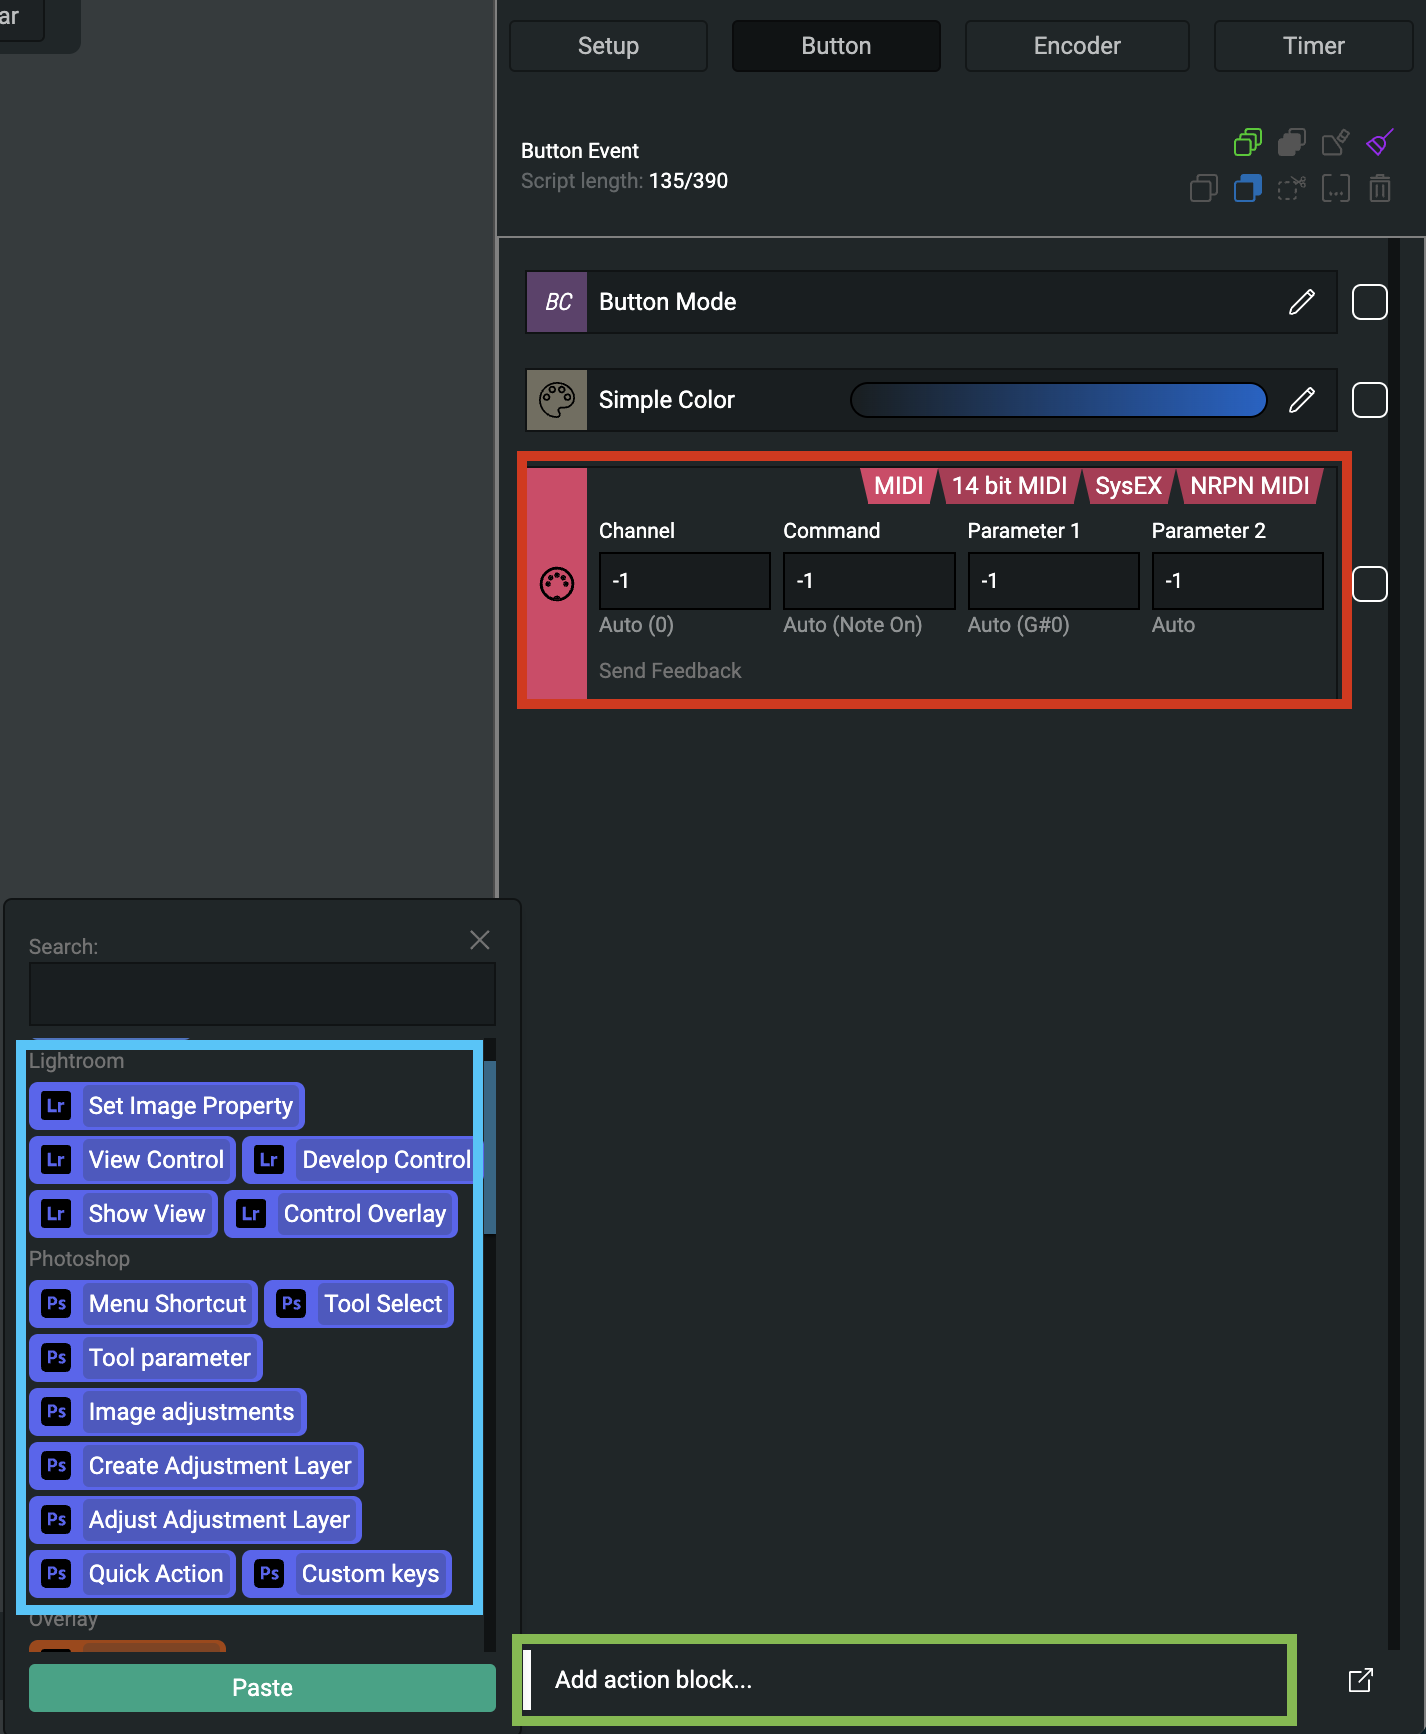 ar
Setup
Button
Encoder
Timer
Button Event
Script length: 135/390
BC
Button Mode
Simple Color
MIDI
14 bit MIDI
SysEX
NRPN MIDI
Channel
Command
Parameter 1
Parameter 2
-1
-1
-1
-1
Auto (0)
Auto (Note On)
Auto (G#0)
Auto
Send Feedback
Search:
Lightroom
Lr Set Image Property
Lr View Control
Lr Develop Control
Lr Show View
Lr Control Overlay
Photoshop
Ps Menu Shortcut
Ps Tool Select
Ps Tool parameter
Ps Image adjustments
Ps Create Adjustment Layer
Ps Adjust Adjustment Layer
Ps Quick Action
Ps Custom keys
Overlay
Paste
Add action block...